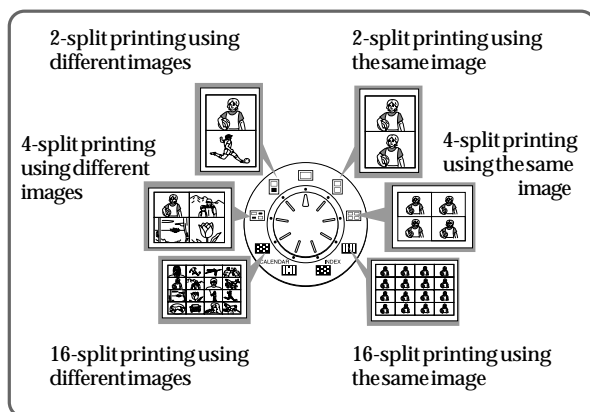 2-split printing using
different images
2-split printing using
the same image
4-split printing
using different
images
4-split printing
using the same
image
CALENDAR
INDEX
16-split printing using
different images
16-split printing using
the same image